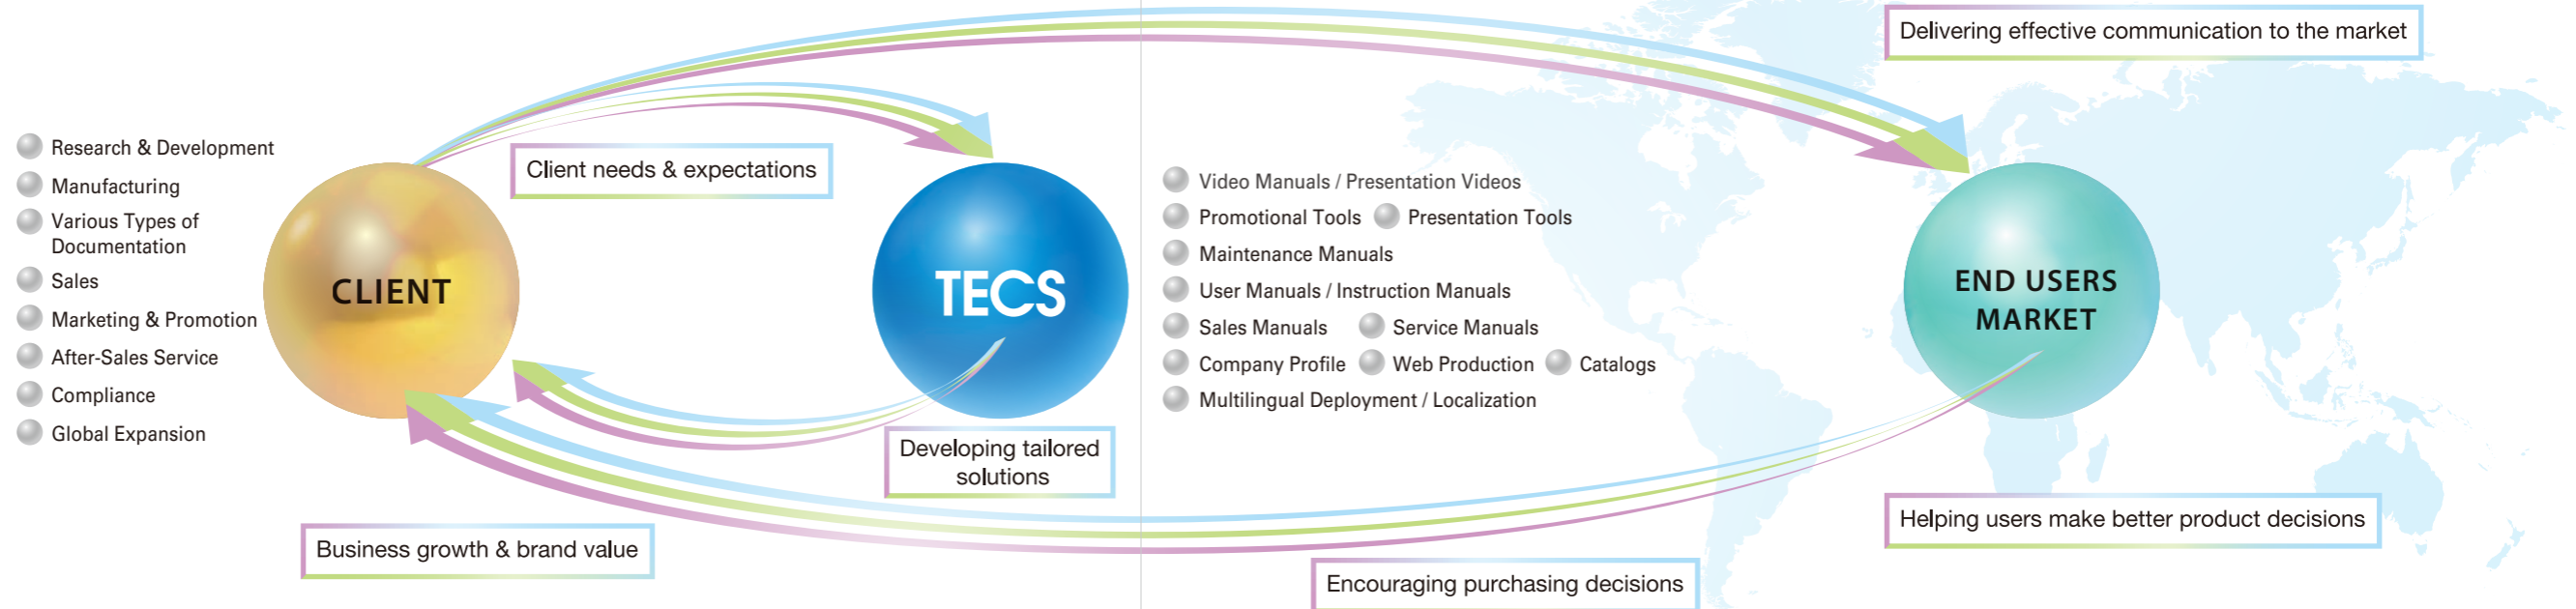 Delivering effective communication to the market
Client needs & expectations
Research & Development
Manufacturing
Various Types of
Documentation
Sales
Marketing & Promotion
After-Sales Service
Compliance
Global Expansion
CLIENT
TECS
Video Manuals / Presentation Videos
Promotional Tools Presentation Tools
Maintenance Manuals
User Manuals / Instruction Manuals
Sales Manuals Service Manuals
Company Profile Web Production Catalogs
Multilingual Deployment / Localization
END USERS
MARKET
Developing tailored
solutions
Business growth & brand value
Helping users make better product decisions
Encouraging purchasing decisions